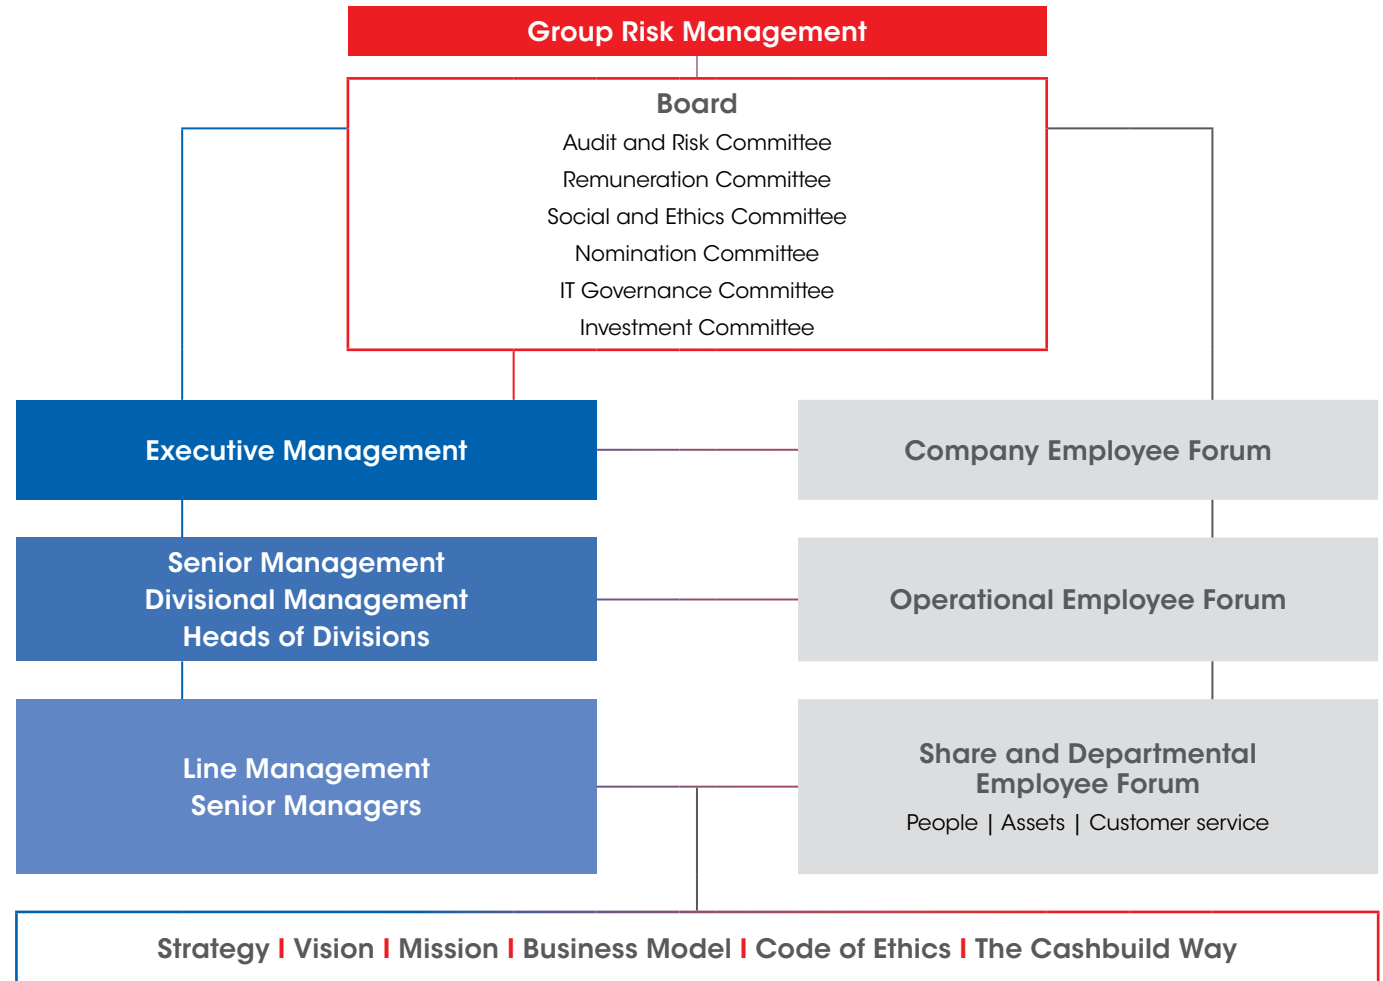 Group Risk Management
Board
Audit and Risk Committee
Remuneration Committee
Social and Ethics Committee
Nomination Committee
IT Governance Committee
Investment Committee
Executive Management
Company Employee Forum
Senior Management
Divisional Management
Heads of Divisions
Operational Employee Forum
Line Management
Senior Managers
Share and Departmental
Employee Forum
People | Assets | Customer service
Strategy | Vision | Mission | Business Model | Code of Ethics | The Cashbuild Way